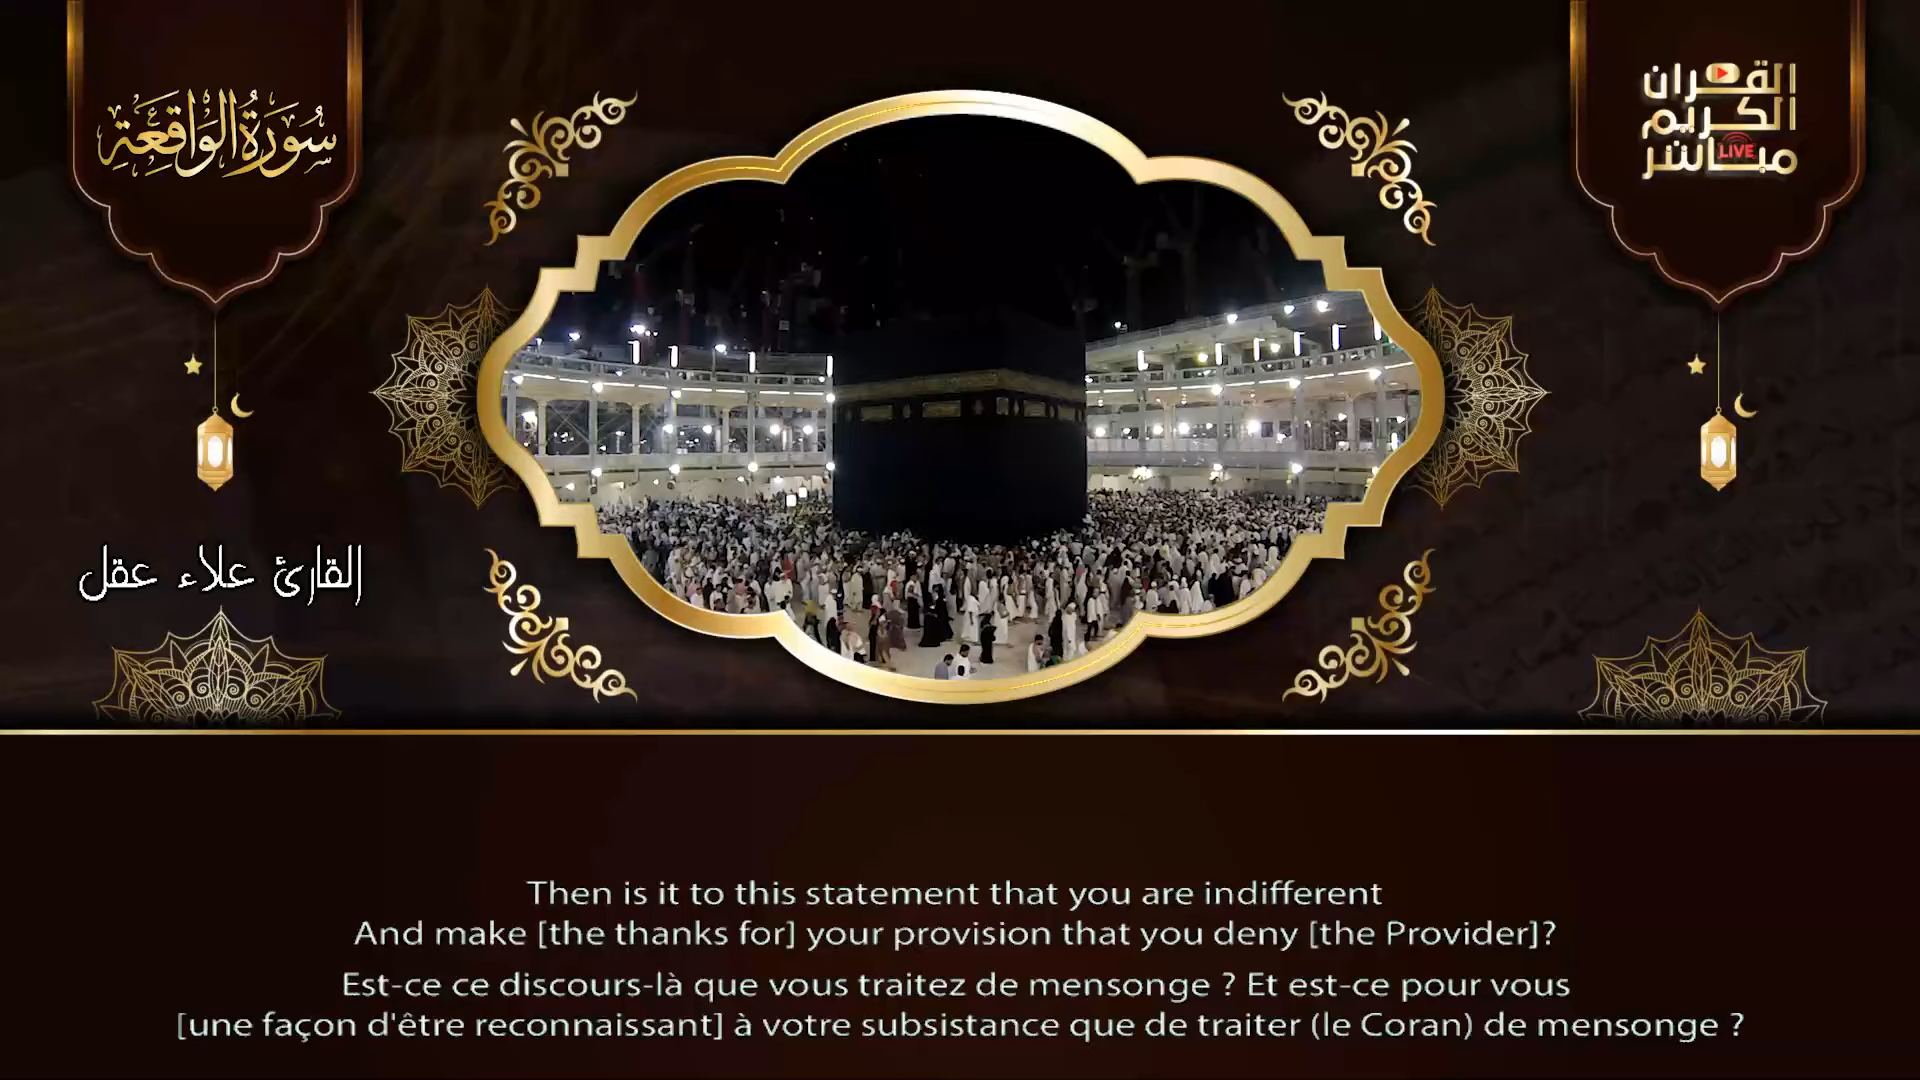 سُورَةُ الوَاقِعَةِ
القرآن
الكريم
مباشر
LIVE
القارئ علاء عقل
Then is it to this statement that you are indifferent
And make [the thanks for] your provision that you deny [the Provider]?
Est-ce ce discours-là que vous traitez de mensonge ? Et est-ce pour vous
[une façon d'être reconnaissant] à votre subsistance que de traiter (le Coran) de mensonge ?